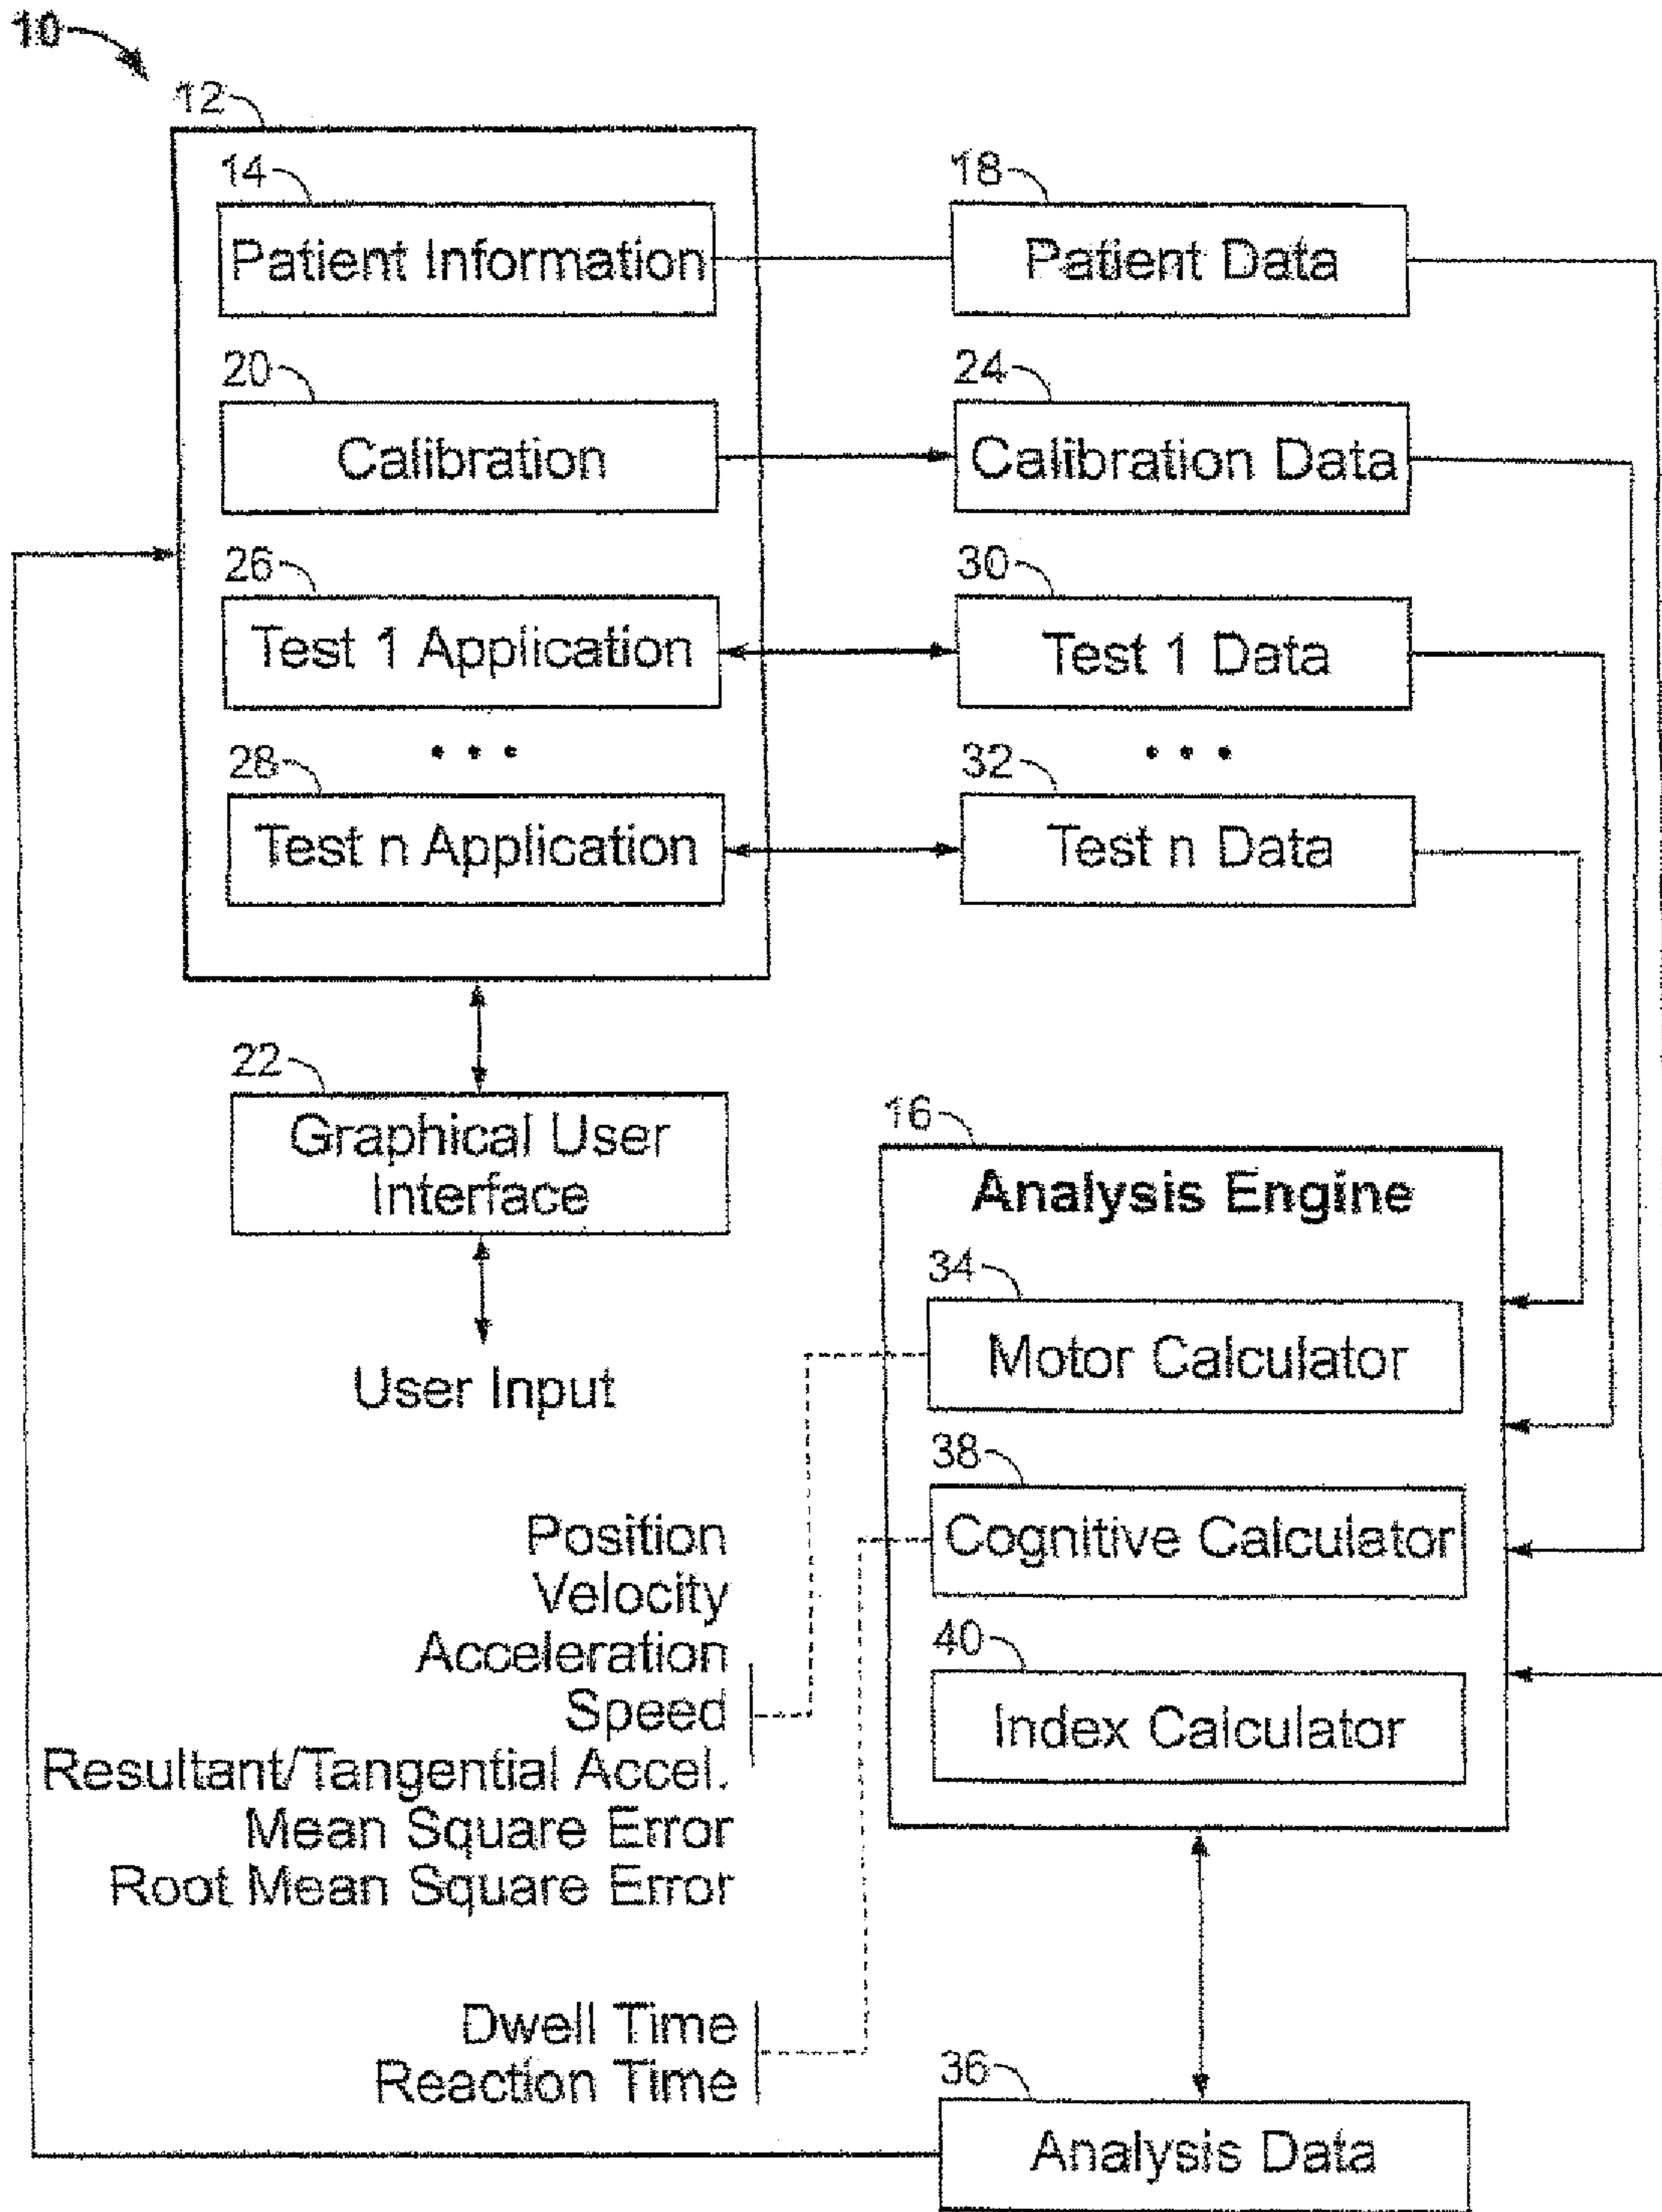 10
12
14
18
Patient Information
Patient Data
20
24
Calibration
Calibration Data
26
30
Test 1 Application
Test 1 Data
• • •
• • •
28
32
Test n Application
Test n Data
22
Graphical User
Interface
User Input
16
Analysis Engine
34
Motor Calculator
38
Cognitive Calculator
40
Index Calculator
Position
Velocity
Acceleration
Speed
Resultant/Tangential Accel.
Mean Square Error
Root Mean Square Error
Dwell Time
Reaction Time
36
Analysis Data